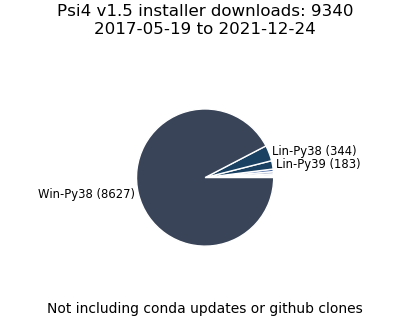 Psi4 v1.5 installer downloads: 9340
2017-05-19 to 2021-12-24
Lin-Py38 (344)
Lin-Py39 (183)
Win-Py38 (8627)
Not including conda updates or github clones